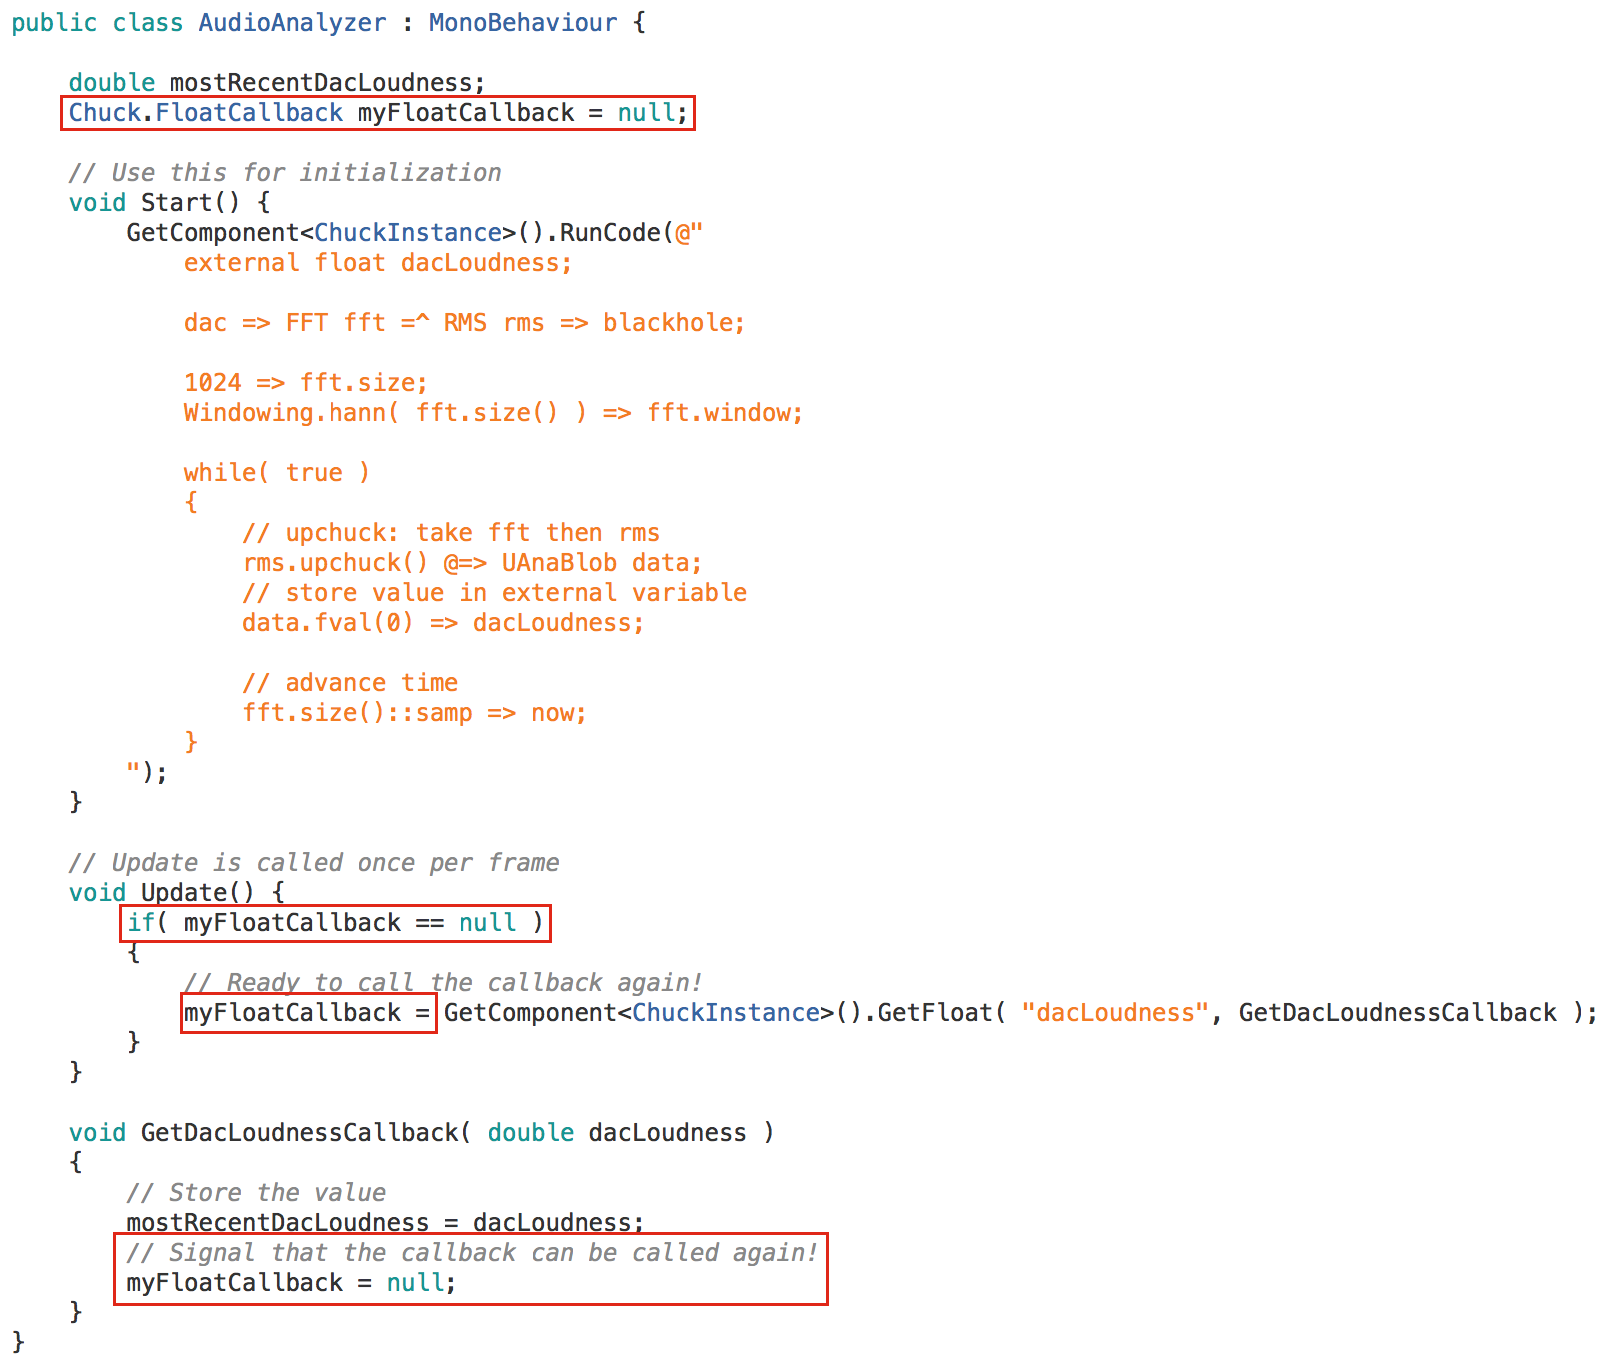 public class AudioAnalyzer : MonoBehaviour {
double mostRecentDacLoudness;
Chuck.FloatCallback myFloatCallback = null;
// Use this for initialization
void Start() {
GetComponent<ChuckInstance>().RunCode(@"
external float dacLoudness;
dac => FFT fft =^ RMS rms => blackhole;
1024 => fft.size;
Windowing.hann( fft.size() ) => fft.window;
while( true )
{
// upchuck: take fft then rms
rms.upchuck() @=> UAnaBlob data;
// store value in external variable
data.fval(0) => dacLoudness;
// advance time
fft.size()::samp => now;
}
");
}
// Update is called once per frame
void Update() {
if( myFloatCallback == null )
{
// Ready to call the callback again!
myFloatCallback = GetComponent<ChuckInstance>().GetFloat( "dacLoudness", GetDacLoudnessCallback );
}
}
void GetDacLoudnessCallback( double dacLoudness )
{
// Store the value
mostRecentDacLoudness = dacLoudness;
// Signal that the callback can be called again!
myFloatCallback = null;
}
}